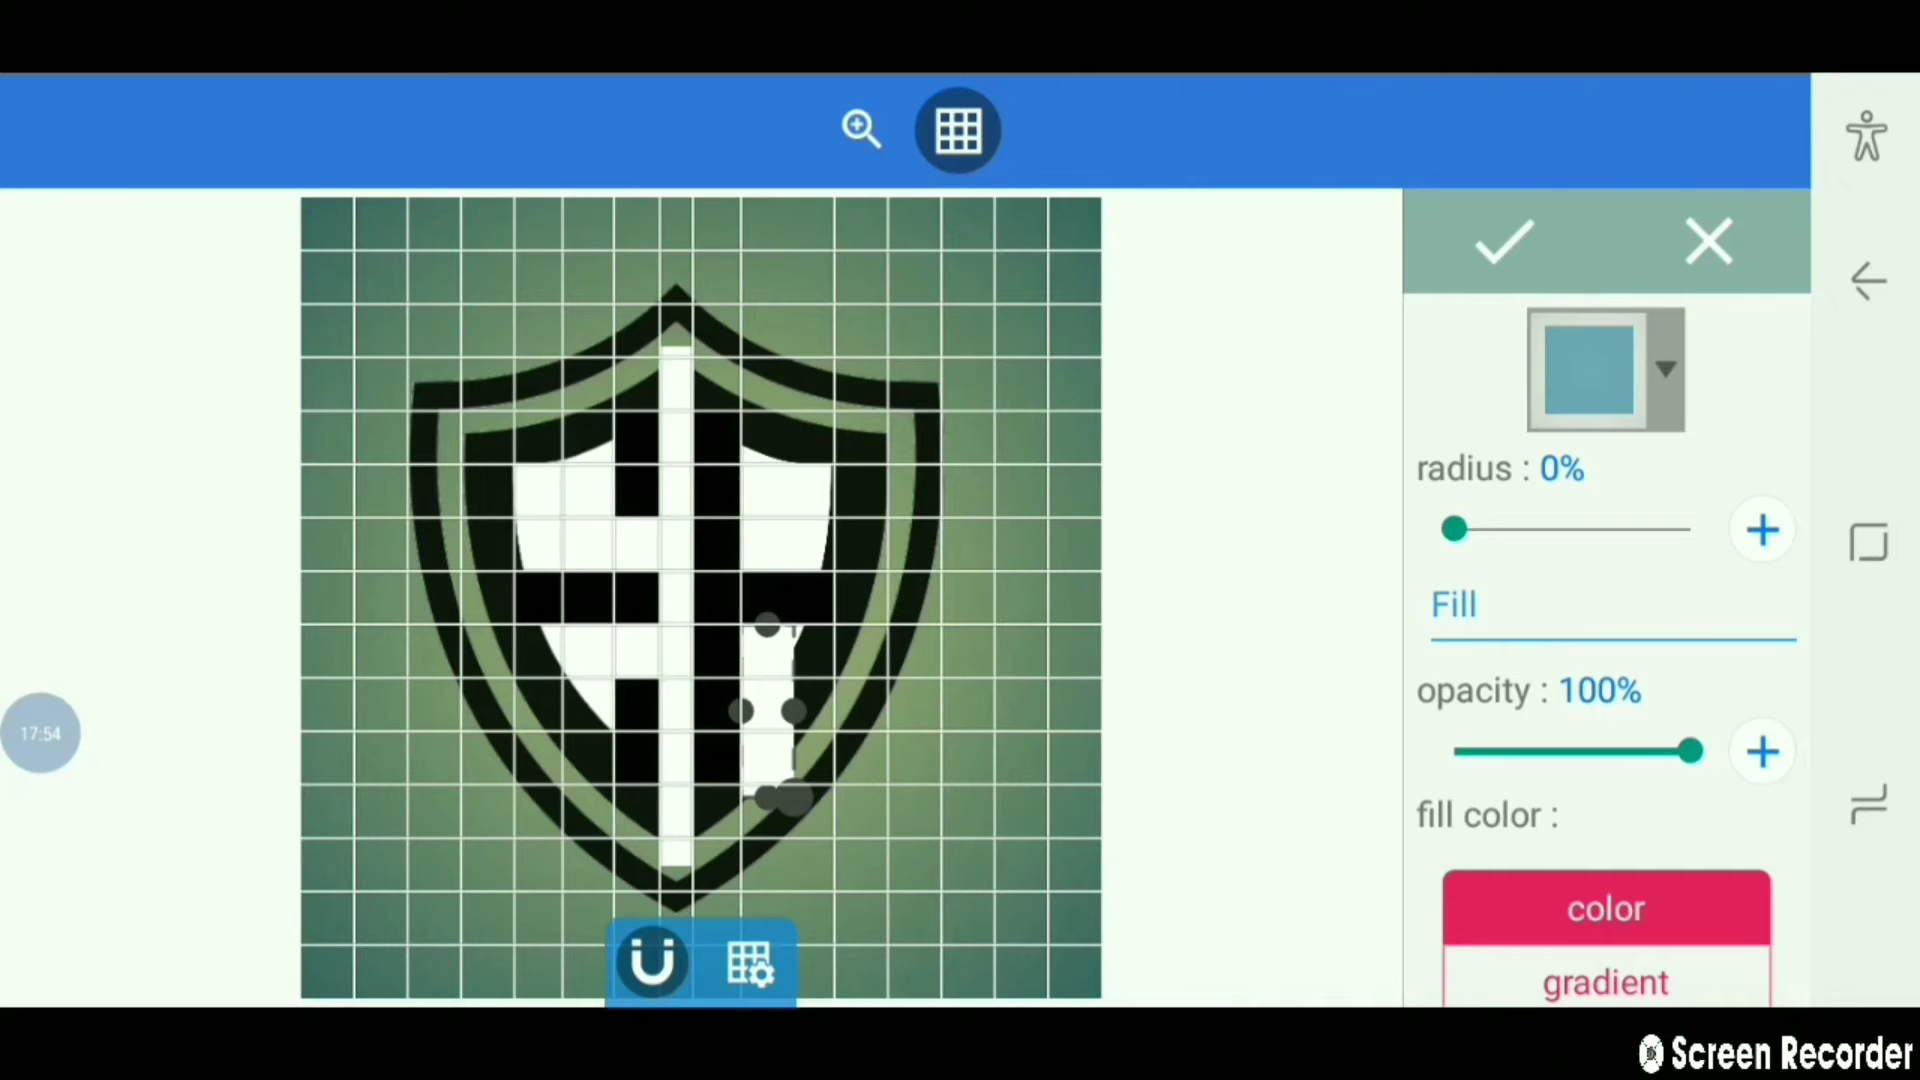 radius : 0%
Fill
opacity : 100%
17:54
fill color :
color
gradient
Screen Recorder